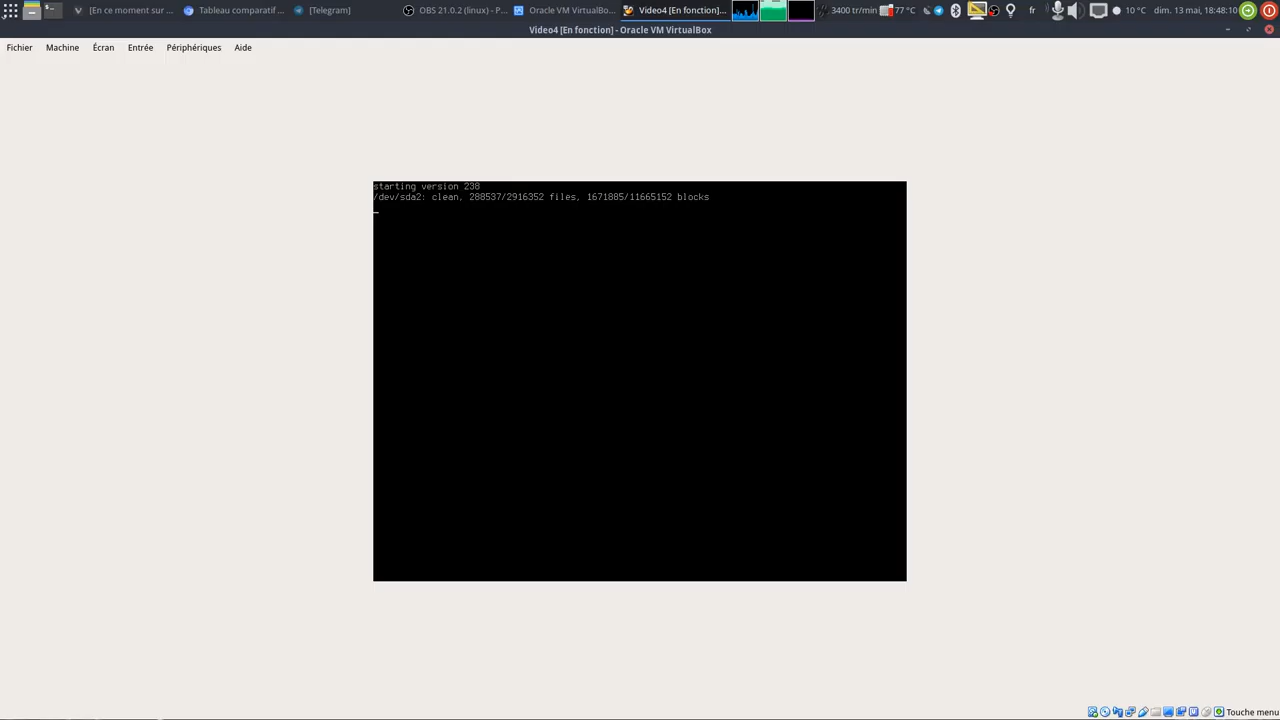 [En ce moment sur ...
Tableau comparatif ...
[Telegram]
OBS 21.0.2 (linux) - P...
Oracle VM VirtualBo...
Video4 [En fonction]...
3400 tr/min
77 °C
fr
10 °C
dim. 13 mai, 18:48:10
Video4 [En fonction] - Oracle VM VirtualBox
Fichier Machine Écran Entrée Périphériques Aide
starting version 238
/dev/sda2: clean, 288537/2916352 files, 1671885/11665152 blocks
Touche menu